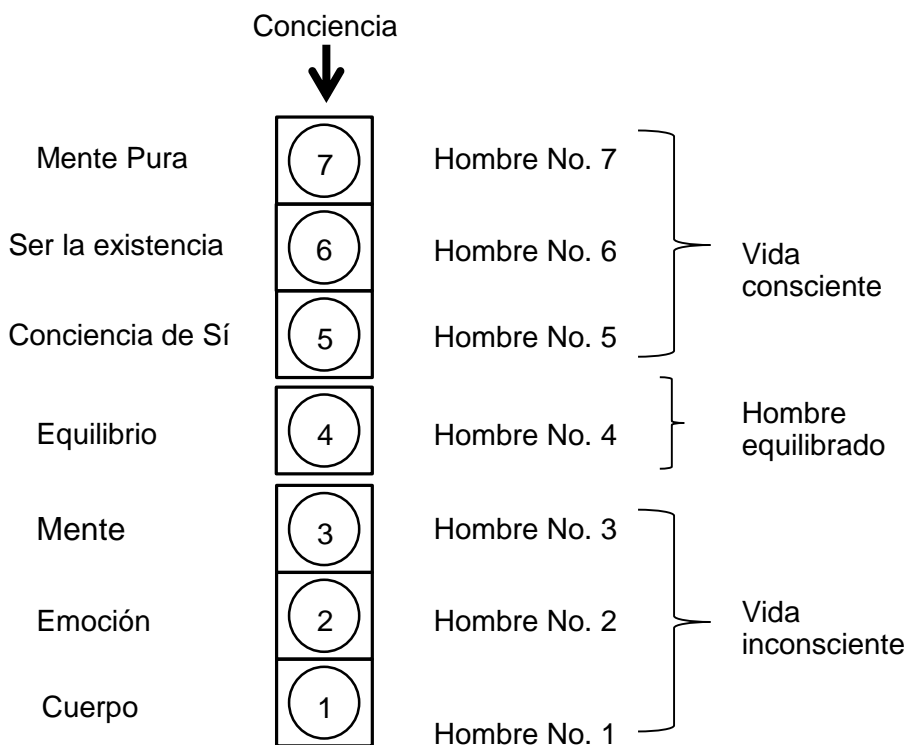 Conciencia
Mente Pura
7
Hombre No. 7
Ser la existencia
6
Hombre No. 6
Vida
consciente
Conciencia de Sí
5
Hombre No. 5
Equilibrio
4
Hombre No. 4
Hombre
equilibrado
Mente
3
Hombre No. 3
Emoción
2
Hombre No. 2
Vida
inconsciente
Cuerpo
1
Hombre No. 1